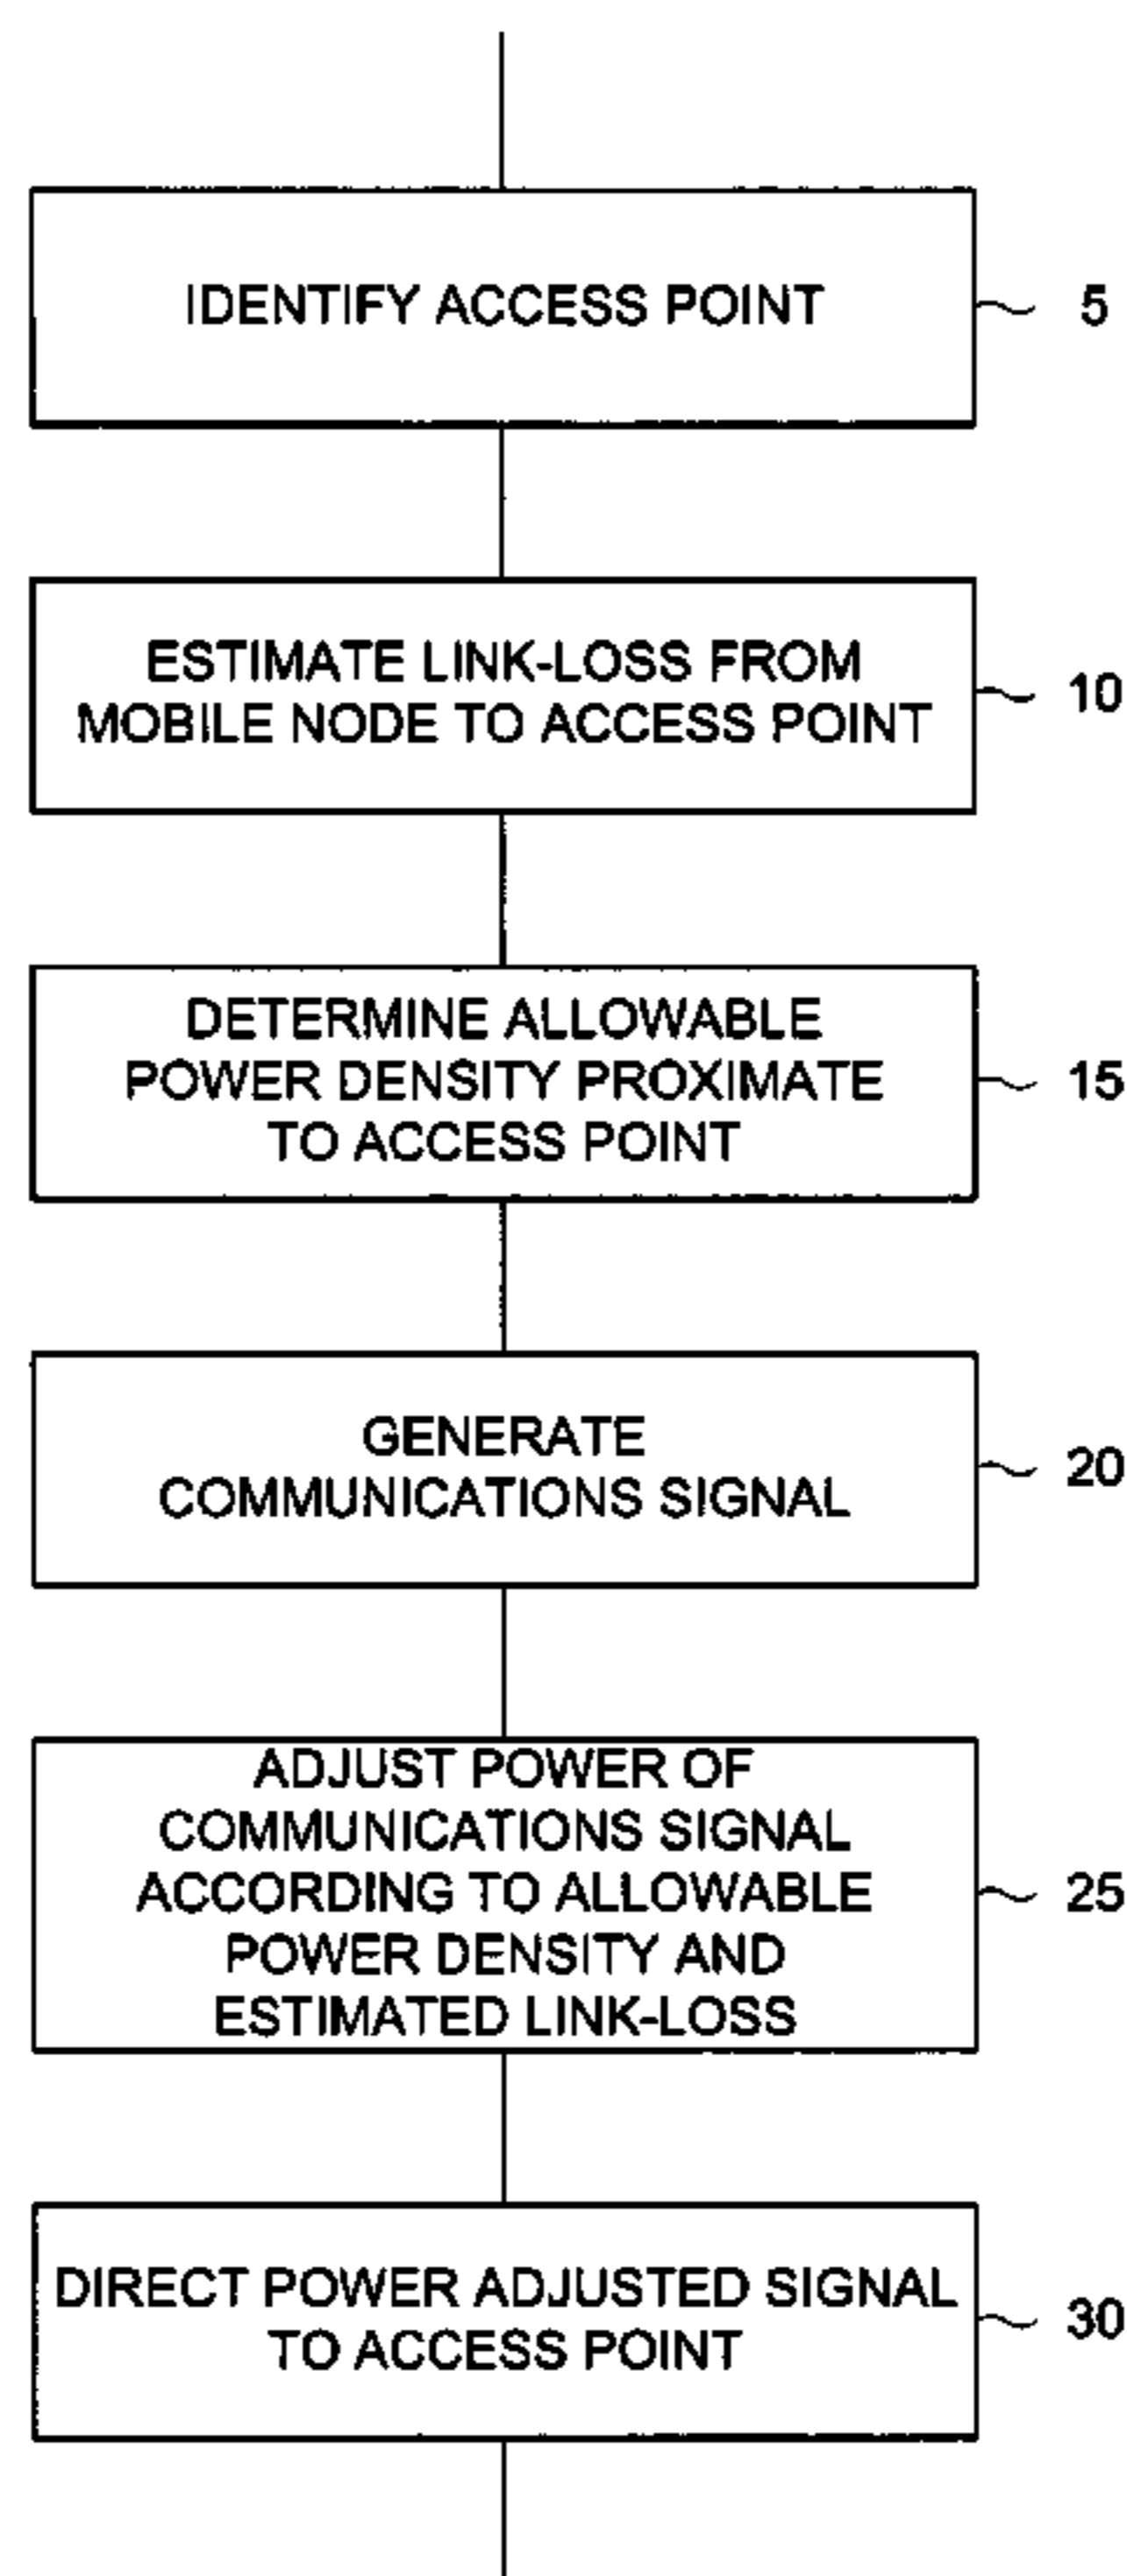 IDENTIFY ACCESS POINT
5
ESTIMATE LINK-LOSS FROM
MOBILE NODE TO ACCESS POINT
10
DETERMINE ALLOWABLE
POWER DENSITY PROXIMATE
TO ACCESS POINT
15
GENERATE
COMMUNICATIONS SIGNAL
20
ADJUST POWER OF
COMMUNICATIONS SIGNAL
ACCORDING TO ALLOWABLE
POWER DENSITY AND
ESTIMATED LINK-LOSS
25
DIRECT POWER ADJUSTED SIGNAL
TO ACCESS POINT
30